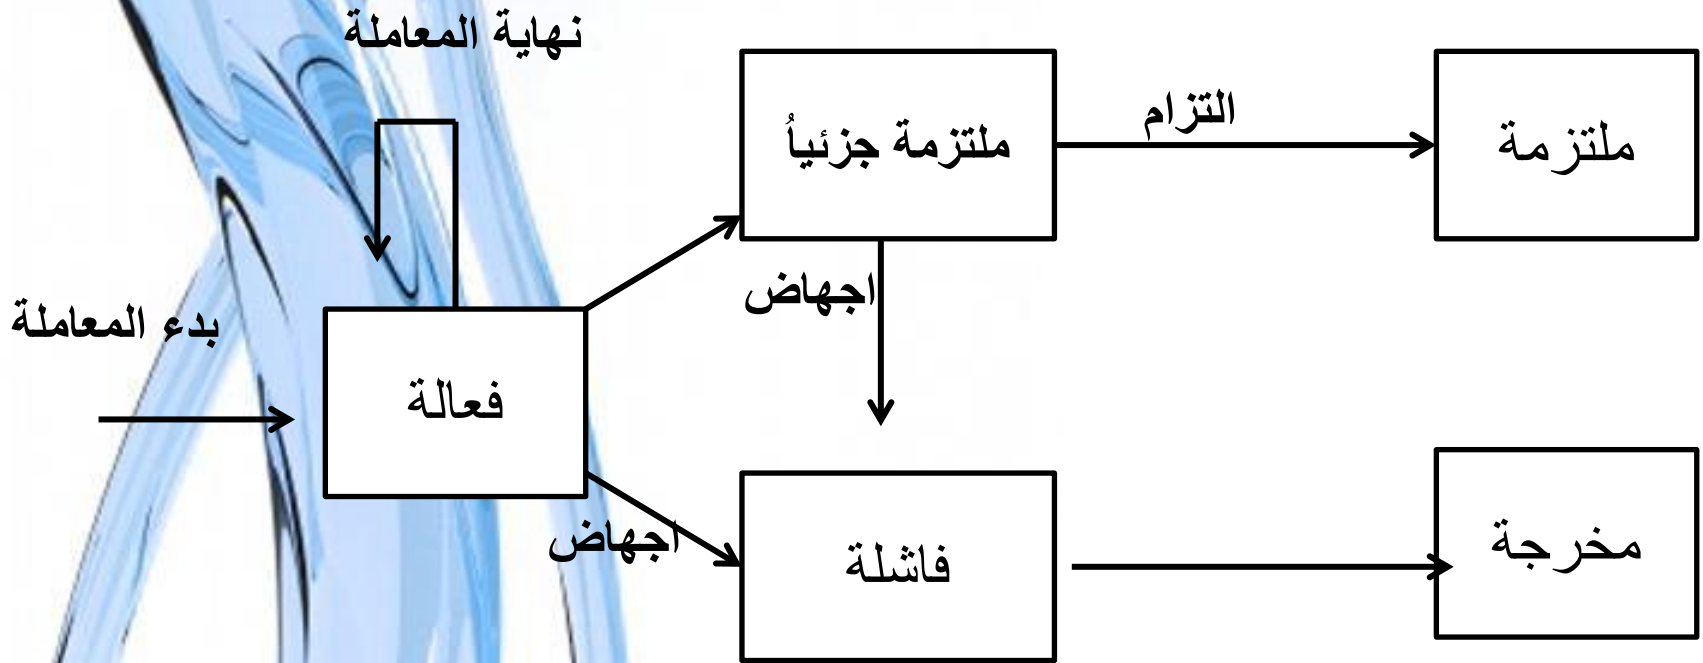 نهاية المعاملة
ملتزمة جزئياُ
التزام
ملتزمة
اجهاض
بدء المعاملة
فعالة
اجهاض
فاشلة
مخرجة